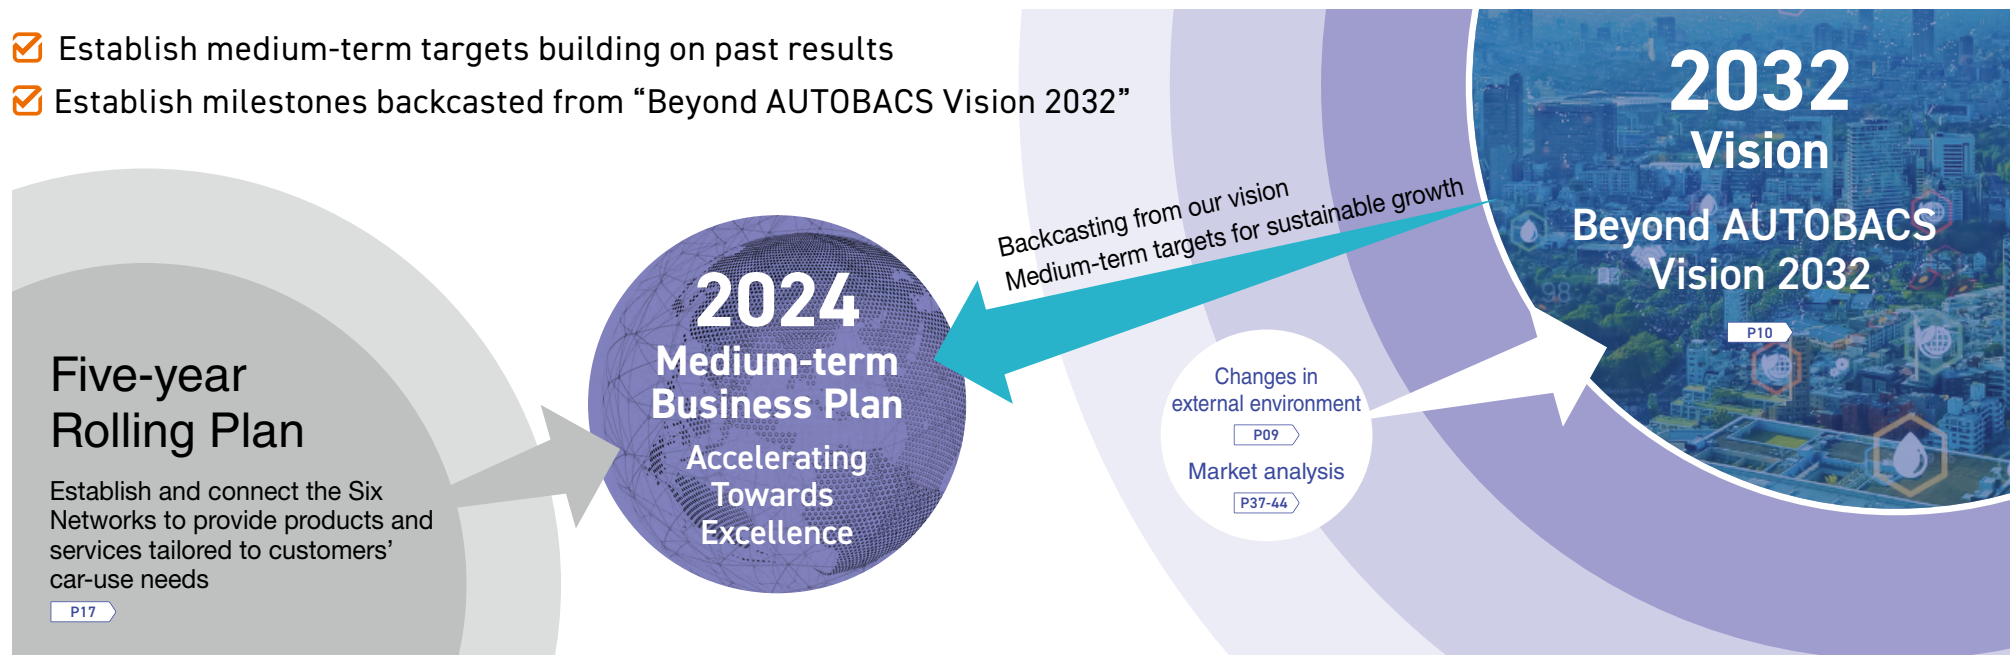 Establish medium-term targets building on past results
Establish milestones backcasted from “Beyond AUTOBACS Vision 2032”
Five-year
Rolling Plan
Establish and connect the Six
Networks to provide products and
services tailored to customers’
car-use needs
P17
2024
Medium-term
Business Plan
Accelerating
Towards
Excellence
Backcasting from our vision
Medium-term targets for sustainable growth
Changes in
external environment
P09
Market analysis
P37-44
2032
Vision
Beyond AUTOBACS
Vision 2032
P10
98